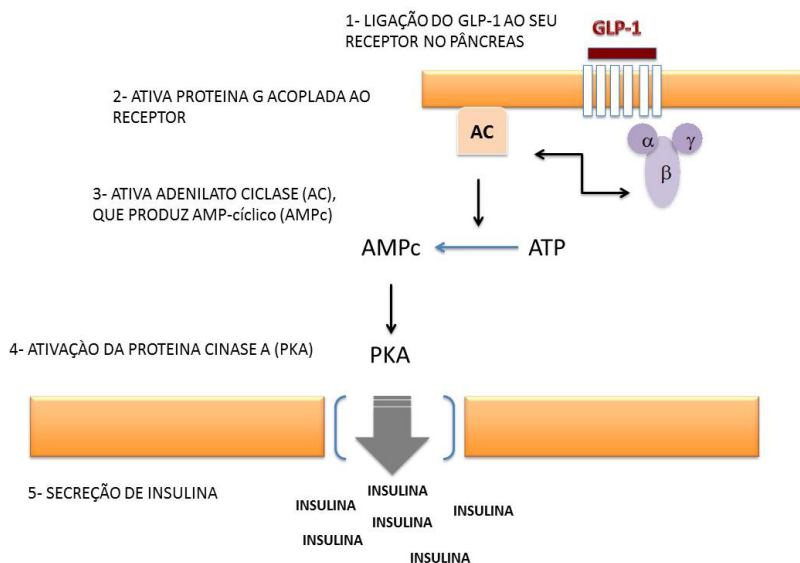 1- LIGAÇÃO DO GLP-1 AO SEU
RECEPTOR NO PÂNCREAS
GLP-1
2- ATIVA PROTEINA G ACOPLADA AO
RECEPTOR
AC
α
γ
β
3- ATIVA ADENILATO CICLASE (AC),
QUE PRODUZ AMP-cíclico (AMPc)
AMPc
ATP
4- ATIVAÇÀO DA PROTEINA CINASE A (PKA)
PKA
5- SECREÇÃO DE INSULINA
INSULINA
INSULINA
INSULINA
INSULINA
INSULINA
INSULINA